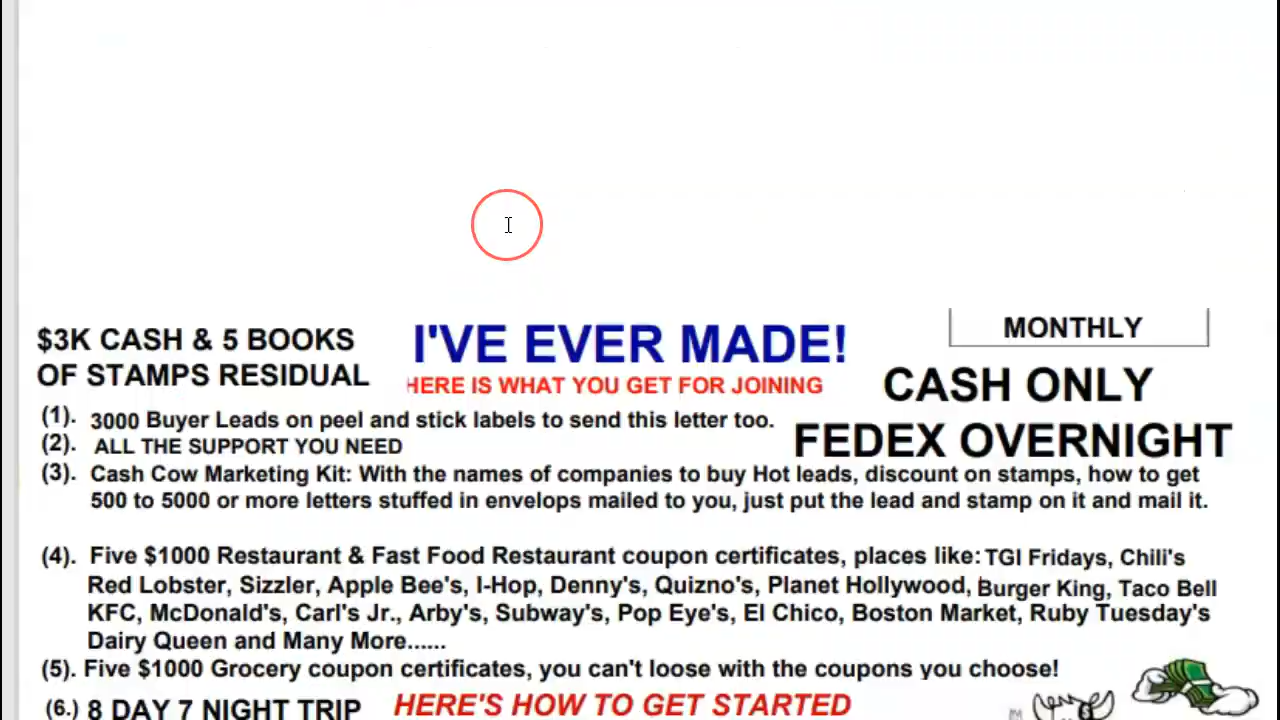 $3K CASH & 5 BOOKS
OF STAMPS RESIDUAL
I'VE EVER MADE!
HERE IS WHAT YOU GET FOR JOINING
MONTHLY
CASH ONLY
FEDEX OVERNIGHT
(1). 3000 Buyer Leads on peel and stick labels to send this letter too.
(2). ALL THE SUPPORT YOU NEED
(3). Cash Cow Marketing Kit: With the names of companies to buy Hot leads, discount on stamps, how to get
500 to 5000 or more letters stuffed in envelops mailed to you, just put the lead and stamp on it and mail it.
(4). Five $1000 Restaurant & Fast Food Restaurant coupon certificates, places like: TGI Fridays, Chili's
Red Lobster, Sizzler, Apple Bee's, I-Hop, Denny's, Quizno's, Planet Hollywood, Burger King, Taco Bell
KFC, McDonald's, Carl's Jr., Arby's, Subway's, Pop Eye's, El Chico, Boston Market, Ruby Tuesday's
Dairy Queen and Many More......
(5). Five $1000 Grocery coupon certificates, you can't loose with the coupons you choose!
(6.) 8 DAY 7 NIGHT TRIP
HERE'S HOW TO GET STARTED